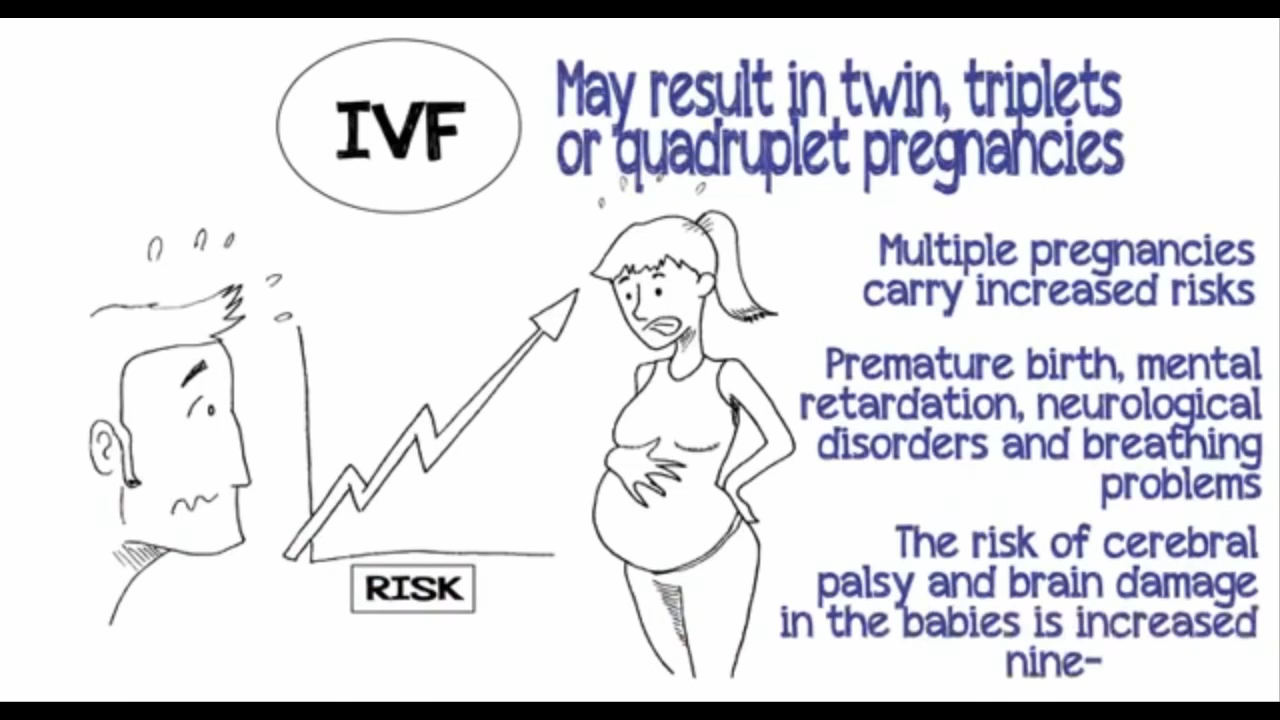 IVF
May result in twin, triplets
or quadruplet pregnancies
Multiple pregnancies
carry increased risks
Premature birth, mental
retardation, neurological
disorders and breathing
problems
The risk of cerebral
palsy and brain damage
in the babies is increased
nine-
RISK